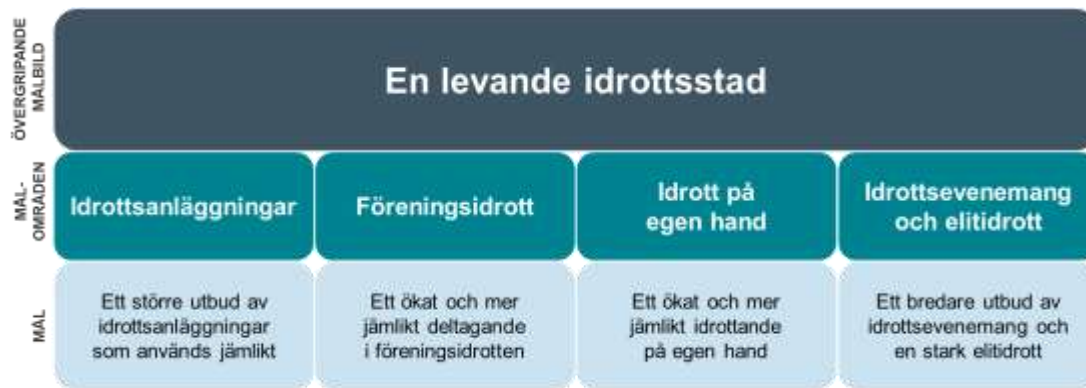 ÖVERGRIPANDE
MÅLBILD
En levande idrottsstad
MÅL-
OMRÅDEN
Idrottsanläggningar
Föreningsidrott
Idrott på
egen hand
Idrottsevenemang
och elitidrott
MÅL
Ett större utbud av
idrottsanläggningar
som används jämlikt
Ett ökat och mer
jämlikt deltagande
i föreningsidrotten
Ett ökat och mer
jämlikt idrottande
på egen hand
Ett bredare utbud av
idrottsevenemang och
en stark elitidrott